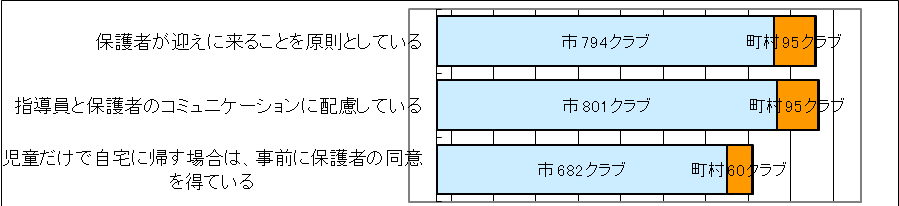 保護者が迎えに来ることを原則としている
市794クラブ
町村95クラブ
指導員と保護者のコミュニケーションに配慮している
市801クラブ
町村95クラブ
児童だけで自宅に帰す場合は、事前に保護者の同意
を得ている
市682クラブ
町村60クラブ